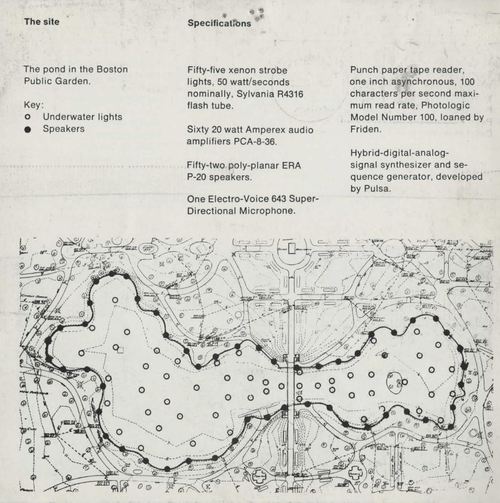 The site
The pond in the Boston
Public Garden.
Key:
Underwater lights
Speakers
Specifications
Fifty-five xenon strobe
lights, 50 watt/seconds
nominally, Sylvania R4316
flash tube.
Sixty 20 watt Amperex audio
amplifiers PCA-8-36.
Fifty-two poly-planar ERA
P-20 speakers.
One Electro-Voice 643 Super-
Directional Microphone.
Punch paper tape reader,
one inch asynchronous, 100
characters per second maxi-
mum read rate, Photologic
Model Number 100, loaned by
Friden.
Hybrid-digital-analog-
signal synthesizer and se-
quence generator, developed
by Pulsa.